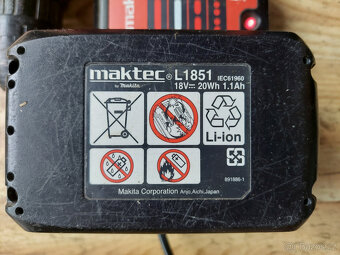 maktec® L1851
by Makita 18V⎓ 20Wh 1.1Ah IEC61960
Li-ion
891886-1
Makita Corporation Anjo,Aichi,Japan